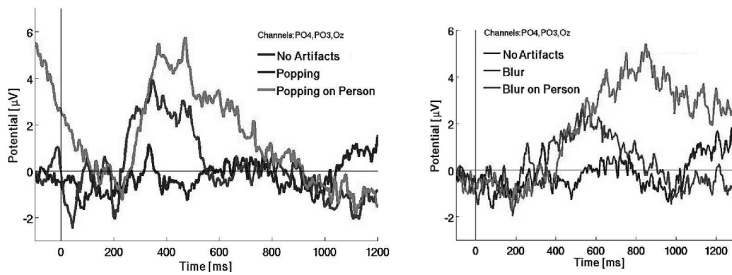 Channels:PO4,PO3,Oz
No Artifacts
Popping
Popping on Person
Potential [µV]
6
4
2
0
-2
0
200
400
600
800
1000
1200
Time [ms]
Channels:PO4,PO3,Oz
No Artifacts
Blur
Blur on Person
Potential [µV]
6
4
2
0
-2
0
200
400
600
800
1000
1200
Time [ms]